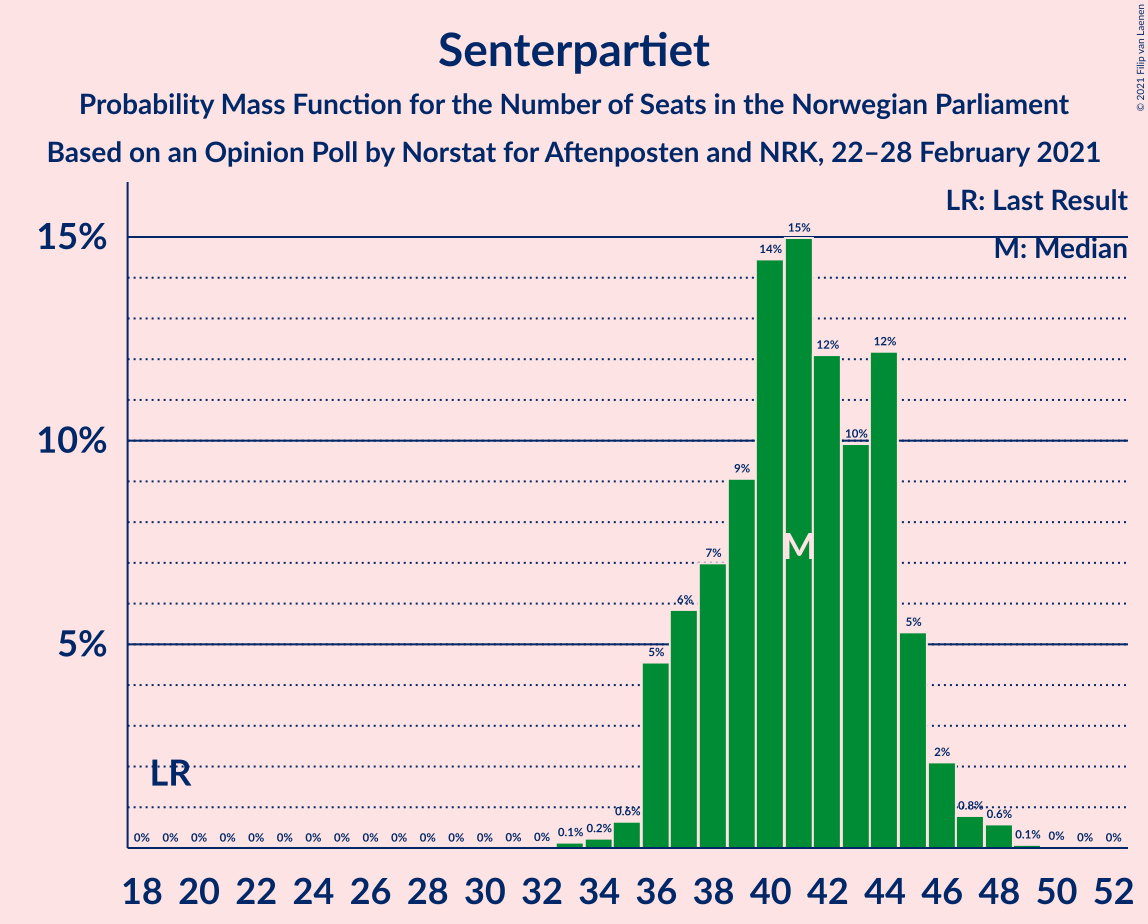 © 2021 Filip van Laenen
Senterpartiet
Probability Mass Function for the Number of Seats in the Norwegian Parliament
Based on an Opinion Poll by Norstat for Aftenposten and NRK, 22–28 February 2021
LR: Last Result
M: Median
15%
10%
5%
0% 0% 0% 0% 0% 0% 0% 0% 0% 0% 0% 0% 0% 0% 0% 0.1% 0.2% 0.6% 5% 6% 7% 9% 14% 15% 12% 10% 12% 5% 2% 0.8% 0.6% 0.1% 0% 0% 0%
M
LR
18 20 22 24 26 28 30 32 34 36 38 40 42 44 46 48 50 52